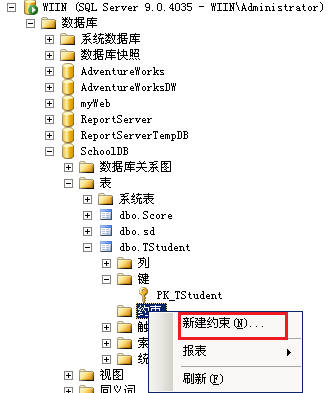 WIIN (SQL Server 9.0.4035 - WIIN\Administrator)
数据库
系统数据库
数据库快照
AdventureWorks
AdventureWorksDW
myWeb
ReportServer
ReportServerTempDB
SchoolDB
数据库关系图
表
系统表
dbo.Score
dbo.sd
dbo.TStudent
列
键
PK_TStudent
约束
新建约束(N)...
触
报表
索
统
刷新(F)
视图
同义词